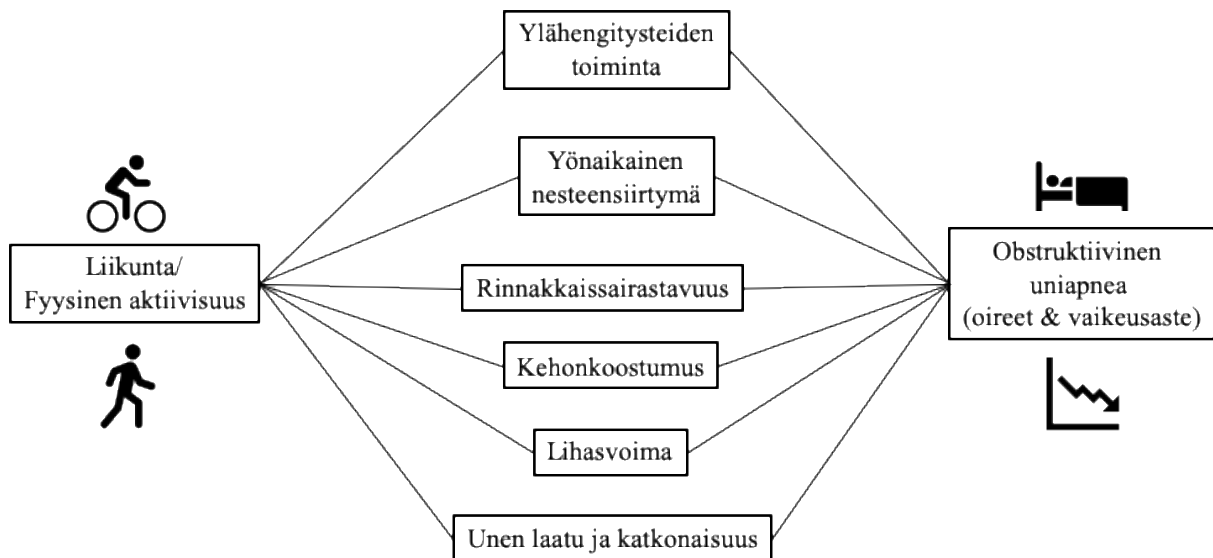 Ylähengitysteiden
toiminta
Yönaikainen
nesteensiirtymä
Liikunta/
Fyysinen aktiivisuus
Rinnakkaissairastavuus
Obstruktiivinen
uniapnea
(oireet & vaikeusaste)
Kehonkoostumus
Lihasvoima
Unen laatu ja katkonaisuus